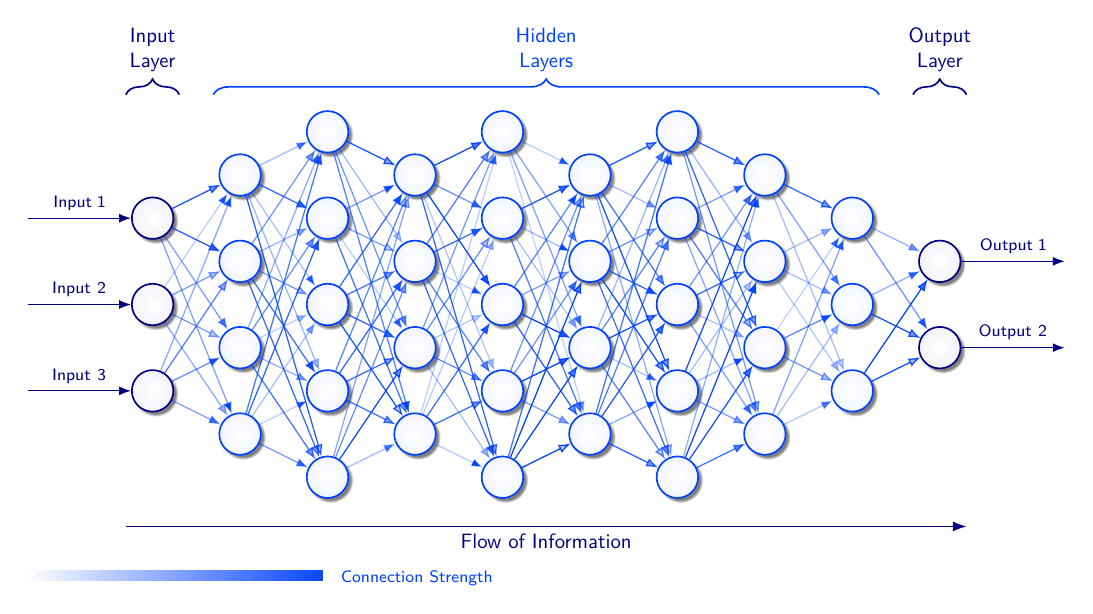 Input
Layer
Hidden
Layers
Output
Layer
Input 1
Input 2
Input 3
Output 1
Output 2
Flow of Information
Connection Strength